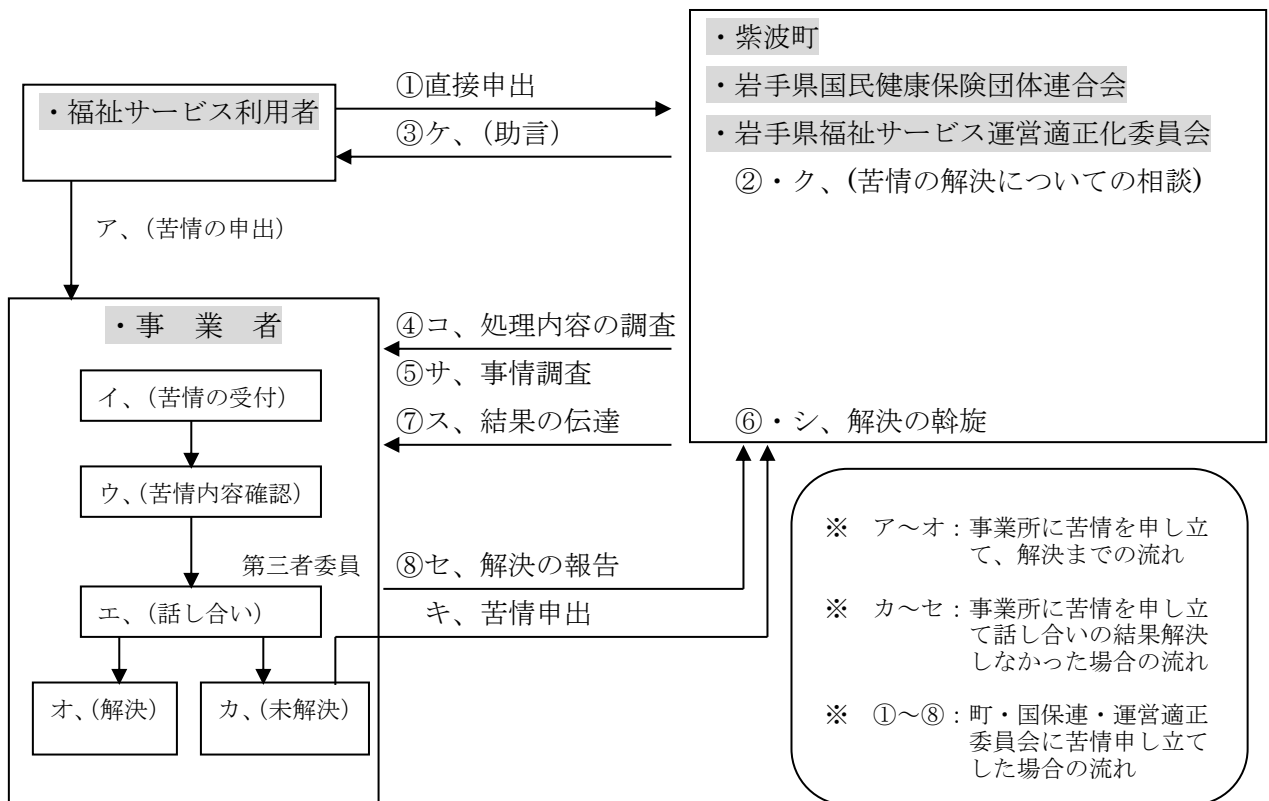 ・紫波町
・岩手県国民健康保険団体連合会
・岩手県福祉サービス運営適正化委員会
②・ク、(苦情の解決についての相談)
⑥・シ、解決の斡旋
・福祉サービス利用者
①直接申出
③ケ、（助言）
ア、（苦情の申出）
・事　業　者
イ、（苦情の受付）
ウ、（苦情内容確認）
第三者委員
エ、（話し合い）
オ、（解決）
カ、（未解決）
④コ、処理内容の調査
⑤サ、事情調査
⑦ス、結果の伝達
⑧セ、解決の報告
キ、苦情申出
※　ア～オ：事業所に苦情を申し立
て、解決までの流れ
※　カ～セ：事業所に苦情を申し立
て話し合いの結果解決
しなかった場合の流れ
※　①～⑧：町・国保連・運営適正
委員会に苦情申し立て
した場合の流れ